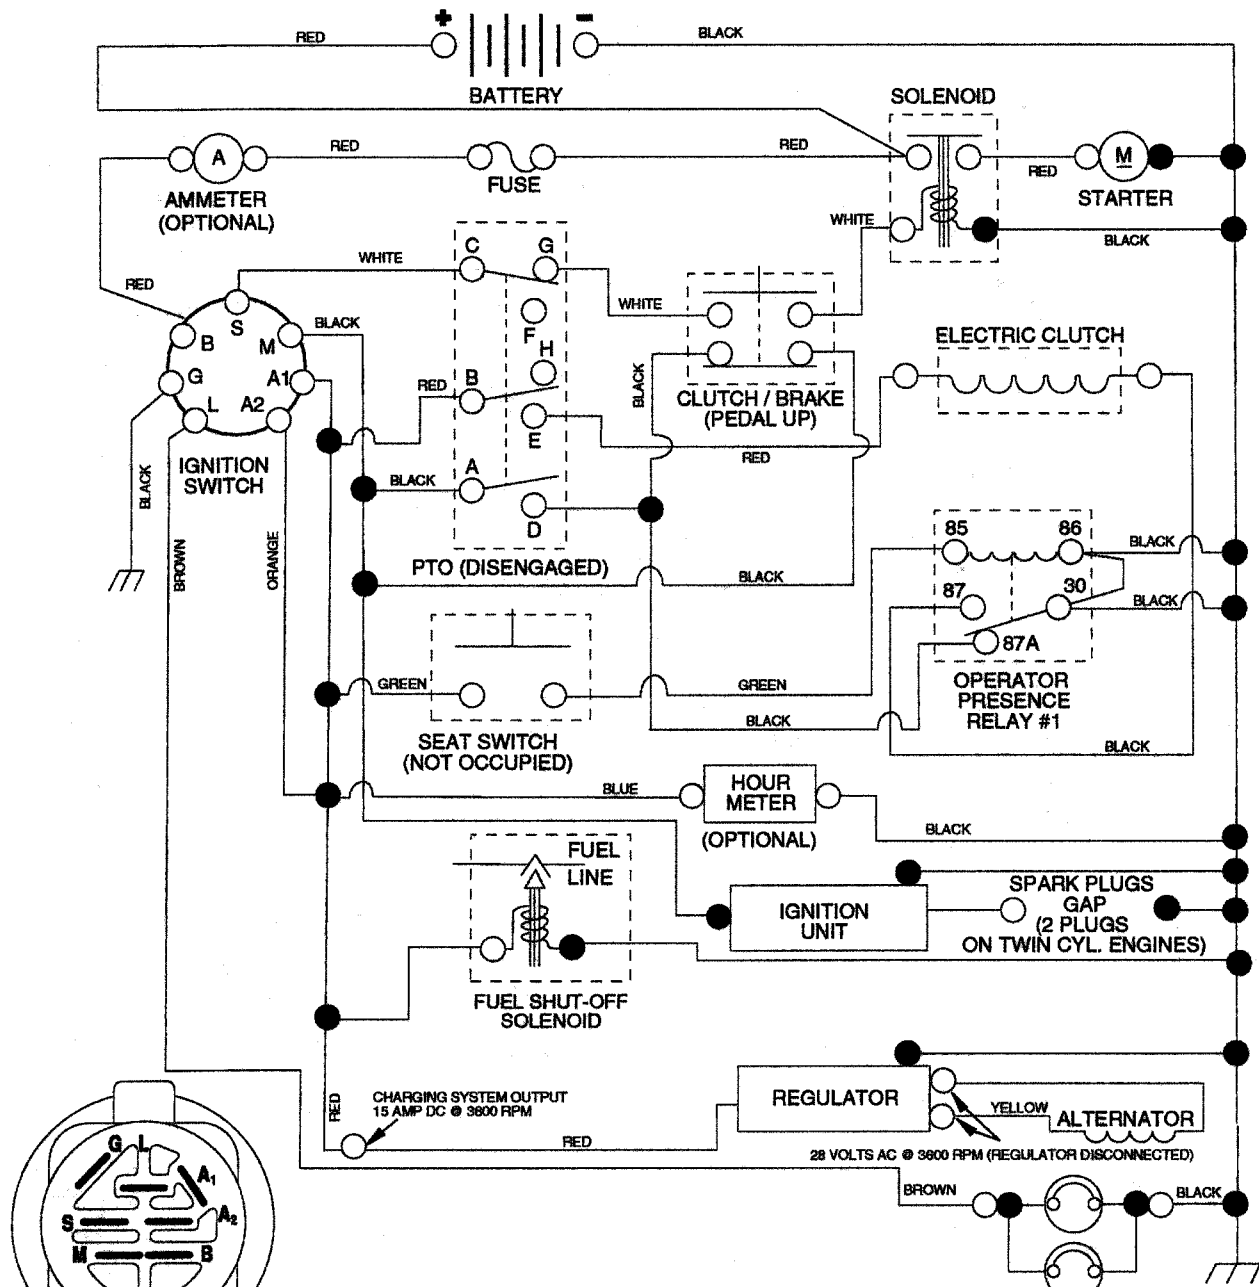 + −
RED
BLACK
BATTERY
SOLENOID
A
RED
RED
M
RED
FUSE
AMMETER
(OPTIONAL)
STARTER
WHITE
BLACK
C
G
WHITE
RED
WHITE
BLACK
S
B
M
F
ELECTRIC CLUTCH
H
G
A1
RED
B
BLACK
CLUTCH / BRAKE
(PEDAL UP)
L
A2
E
RED
IGNITION
SWITCH
A
BLACK
BLACK
D
BROWN
ORANGE
85
86
BLACK
PTO (DISENGAGED)
BLACK
87
30
BLACK
87A
GREEN
GREEN
OPERATOR
PRESENCE
RELAY #1
BLACK
SEAT SWITCH
(NOT OCCUPIED)
BLACK
BLUE
HOUR
METER
(OPTIONAL)
BLACK
FUEL
LINE
IGNITION
UNIT
SPARK PLUGS
GAP
(2 PLUGS
ON TWIN CYL. ENGINES)
FUEL SHUT-OFF
SOLENOID
RED
CHARGING SYSTEM OUTPUT
15 AMP DC @ 3600 RPM
REGULATOR
YELLOW
ALTERNATOR
RED
28 VOLTS AC @ 3600 RPM (REGULATOR DISCONNECTED)
G L
A1
BROWN
BLACK
S
A2
M
B